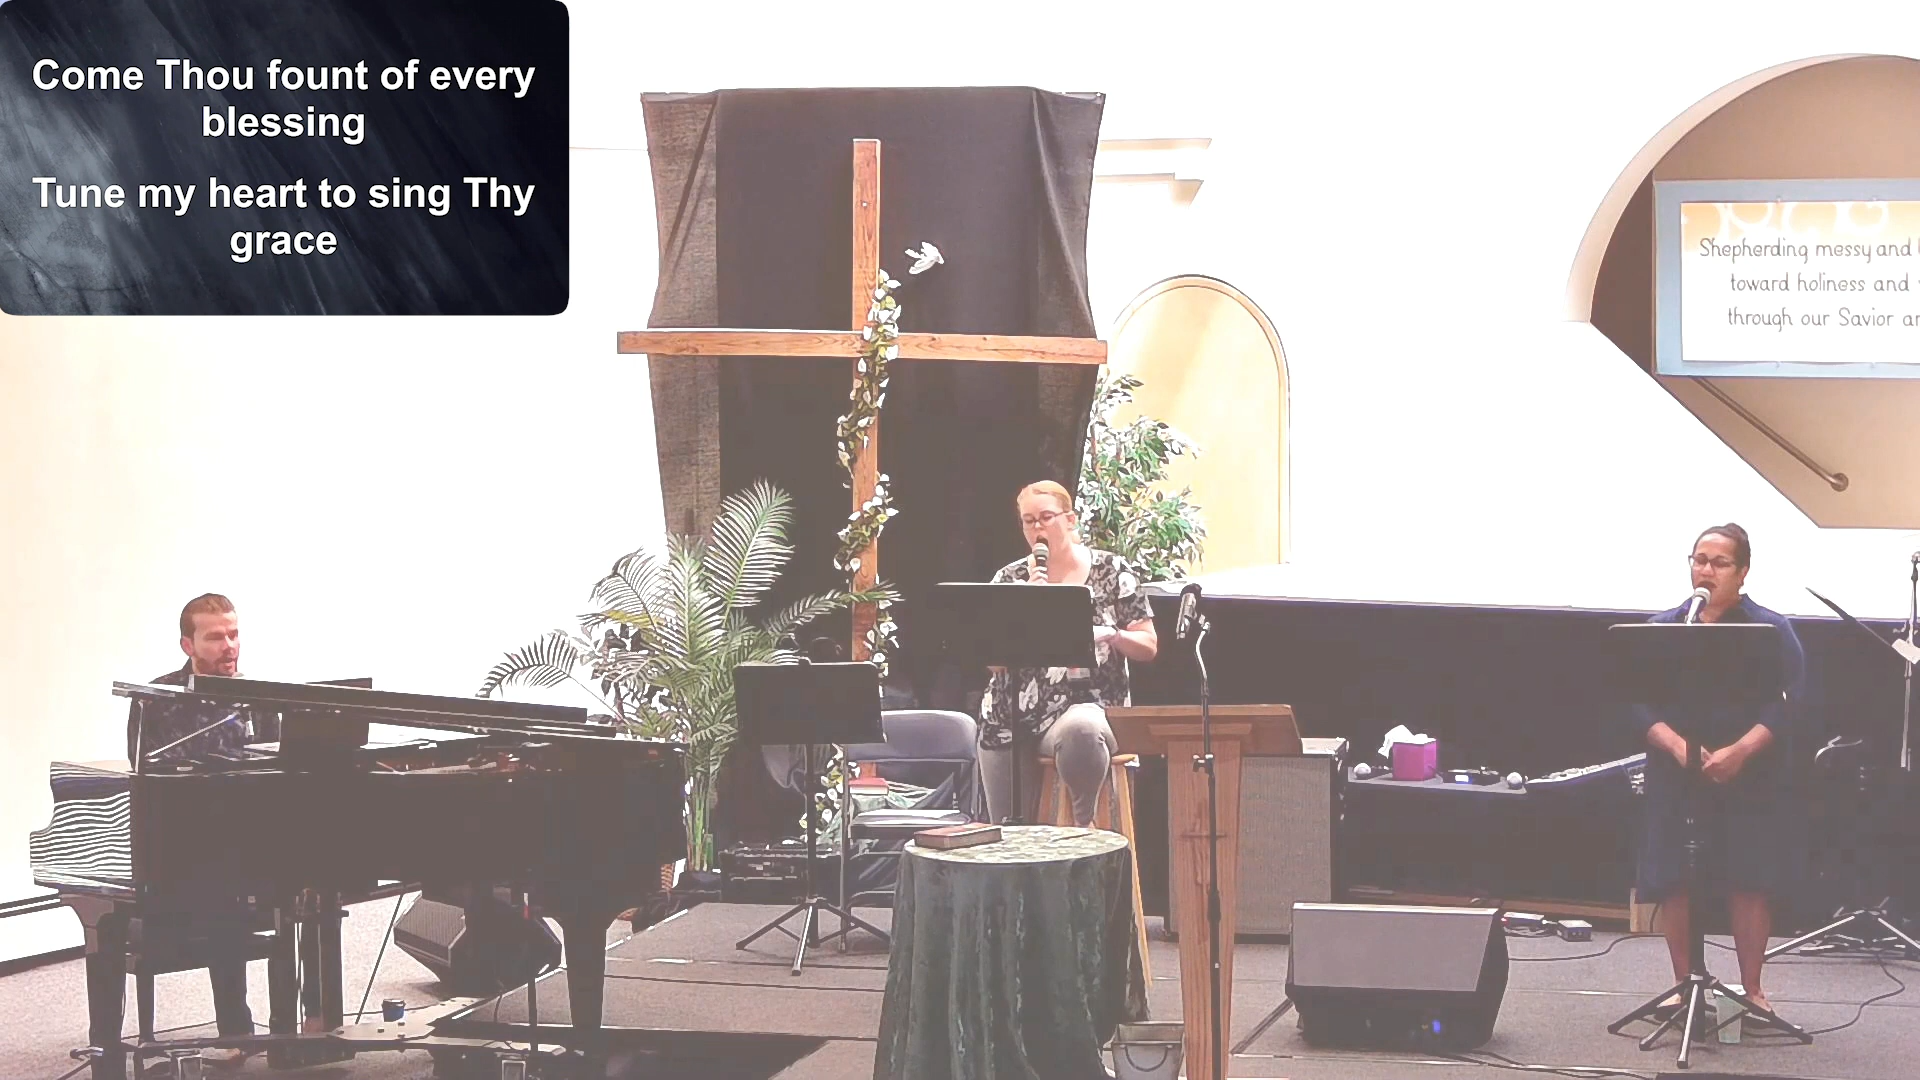 Come Thou fount of every
blessing
Tune my heart to sing Thy
grace
Shepherding messy and
toward holiness and
through our Savior